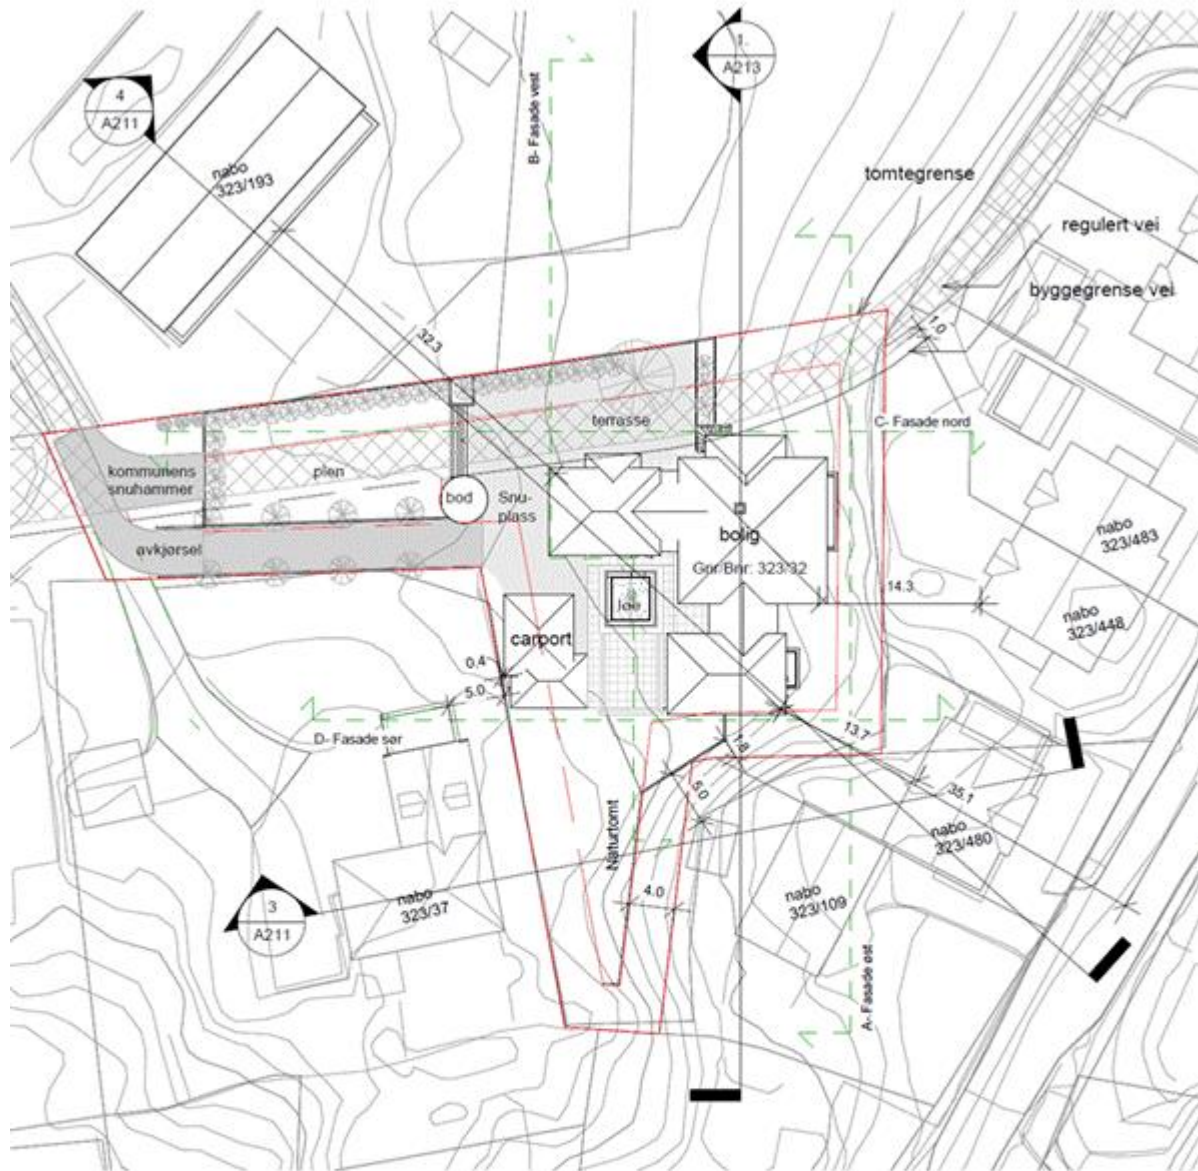 1.
A213
4
A211
B- Fasade vest
nabo
323/193
tomtegrense
regulert vei
byggegrense vei
1.0
32.3
terrasse
C- Fasade nord
kommunens
snuhammer
plen
bod
Snu-
plass
avkjørsel
bolig
Gnr/Bnr: 323/32
nabo
323/483
14.3
nabo
323/448
carport
0.4
5.0
D- Fasade sør
13.7
1.8
35.1
5.0
nabo
323/480
Naturtomt
4.0
nabo
323/109
nabo
323/37
3
A211
A- Fasade øst